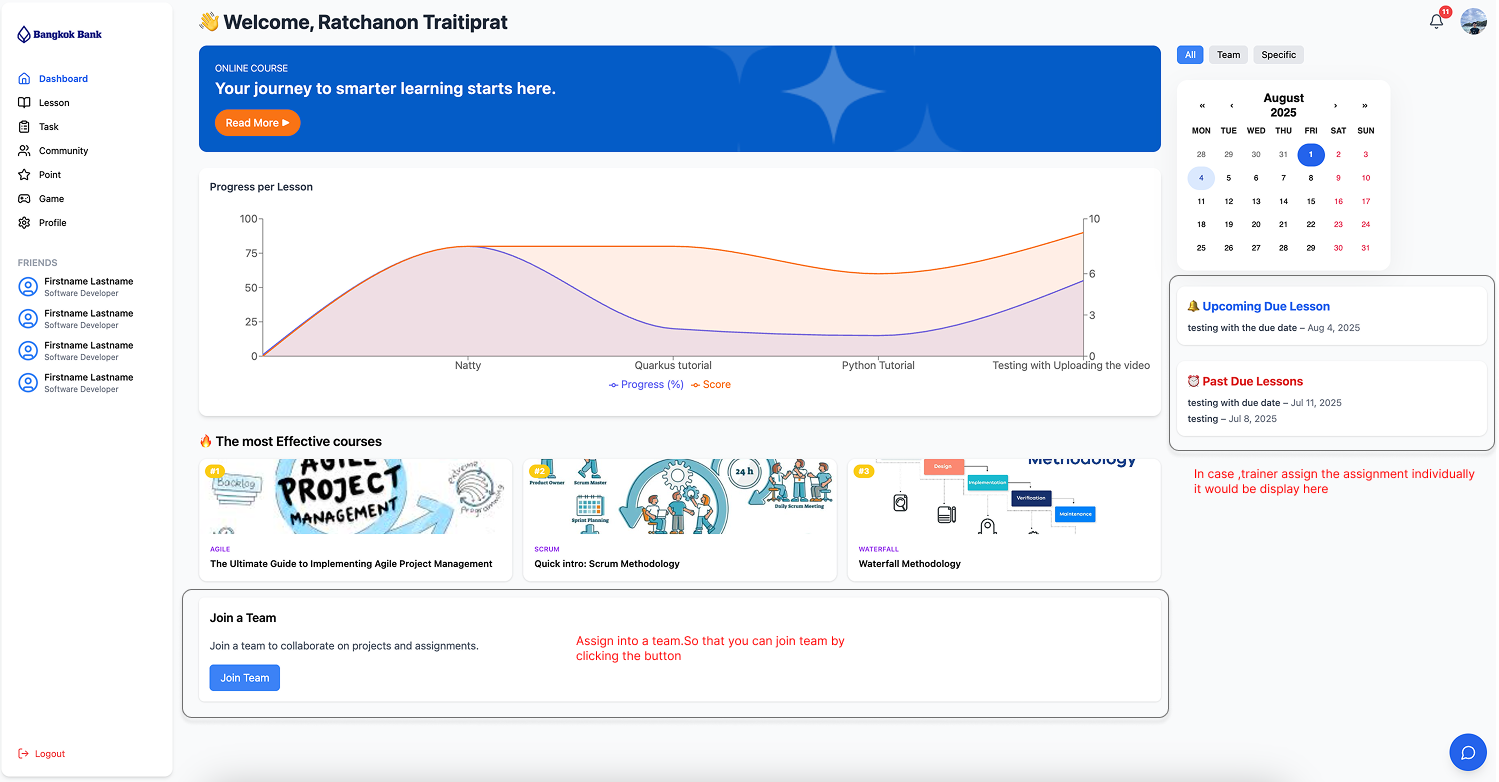 Bangkok Bank
Dashboard
Lesson
Task
Community
Point
Game
Profile
FRIENDS
Firstname Lastname
Software Developer
Firstname Lastname
Software Developer
Firstname Lastname
Software Developer
Firstname Lastname
Software Developer
Logout
👋 Welcome, Ratchanon Traitiprat
11
ONLINE COURSE
Your journey to smarter learning starts here.
Read More ▶
Progress per Lesson
100
75
50
25
0
10
6
3
0
Natty Quarkus tutorial Python Tutorial Testing with Uploading the video
Progress (%) Score
🔥 The most Effective courses
#1
Backlog
AGILE
PROJECT
MANAGEMENT
Extreme
Programming
AGILE
The Ultimate Guide to Implementing Agile Project Management
#2
Product Owner Scrum Master
24 h
Sprint Planning
Daily Scrum Meeting
SCRUM
Quick intro: Scrum Methodology
#3
Methodology
Design
Implementation
Verification
Maintenance
WATERFALL
Waterfall Methodology
Join a Team
Join a team to collaborate on projects and assignments.
Join Team
Assign into a team.So that you can join team by
clicking the button
All Team Specific
« ‹ August › »
2025
MON TUE WED THU FRI SAT SUN
28 29 30 31 1 2 3
4 5 6 7 8 9 10
11 12 13 14 15 16 17
18 19 20 21 22 23 24
25 26 27 28 29 30 31
🔔 Upcoming Due Lesson
testing with the due date – Aug 4, 2025
⏰ Past Due Lessons
testing with due date – Jul 11, 2025
testing – Jul 8, 2025
In case ,trainer assign the assignment individually
it would be display here